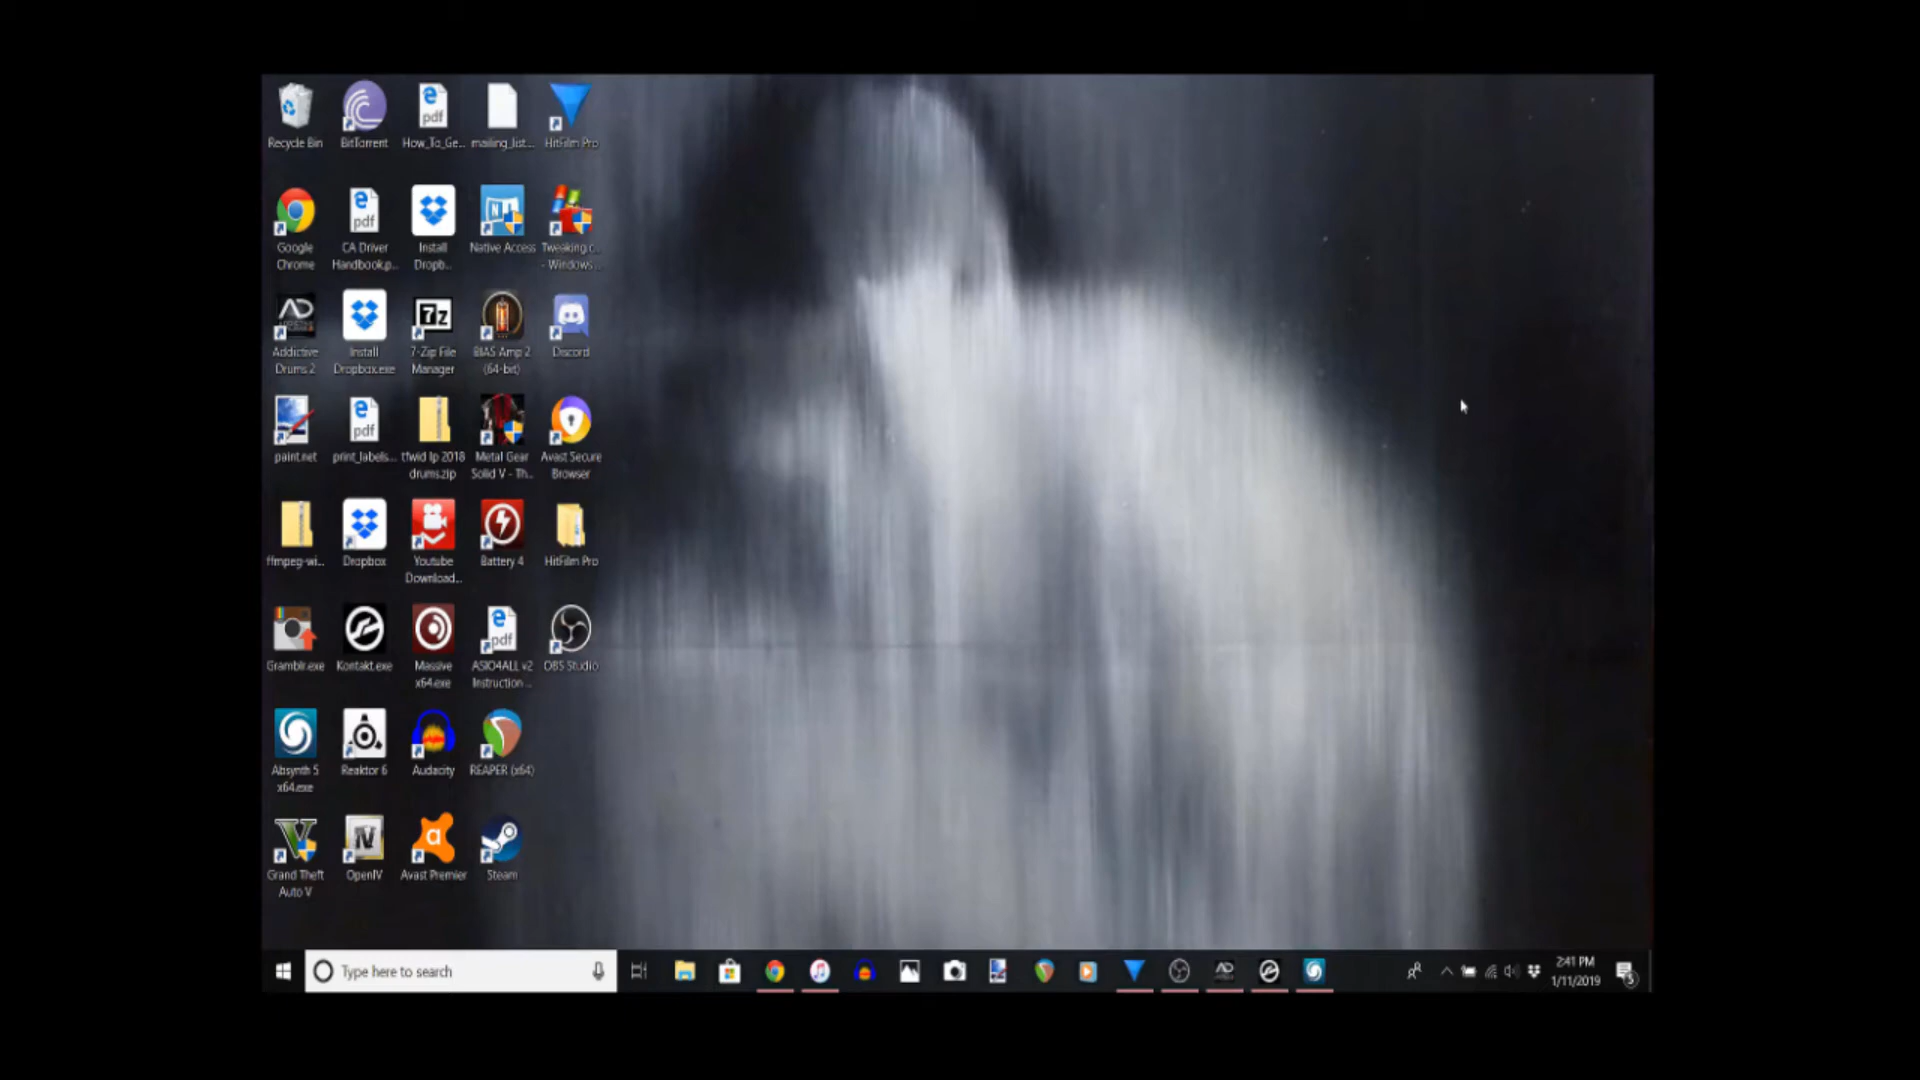 Recycle Bin
BitTorrent
How_To_Ge...
mailing_list...
HitFilm Pro
Google
Chrome
CA Driver
Handbook.p...
Install
Dropb...
Native Access
Tweaking.c...
- Windows...
Addictive
Drums 2
Install
Dropbox.exe
7-Zip File
Manager
BIAS Amp 2
(64-bit)
Discord
paint.net
print_labels...
tfwid lp 2018
drums.zip
Metal Gear
Solid V - Th...
Avast Secure
Browser
ffmpeg-wi...
Dropbox
Youtube
Download...
Battery 4
HitFilm Pro
Gramblr.exe
Kontakt.exe
Massive
x64.exe
ASIO4ALL v2
Instruction ...
OBS Studio
Absynth 5
x64.exe
Reaktor 6
Audacity
REAPER (x64)
Grand Theft
Auto V
OpenIV
Avast Premier
Steam
Type here to search
2:41 PM
1/11/2019
5